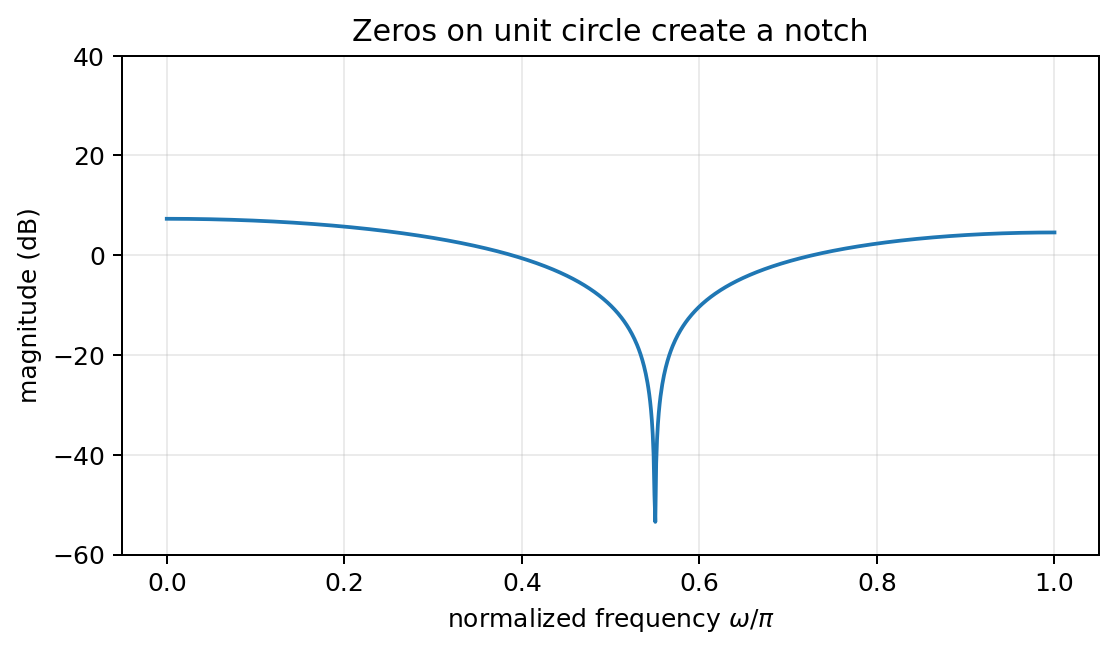 Zeros on unit circle create a notch
40
20
0
−20
−40
−60
magnitude (dB)
0.0 0.2 0.4 0.6 0.8 1.0
normalized frequency ω/π